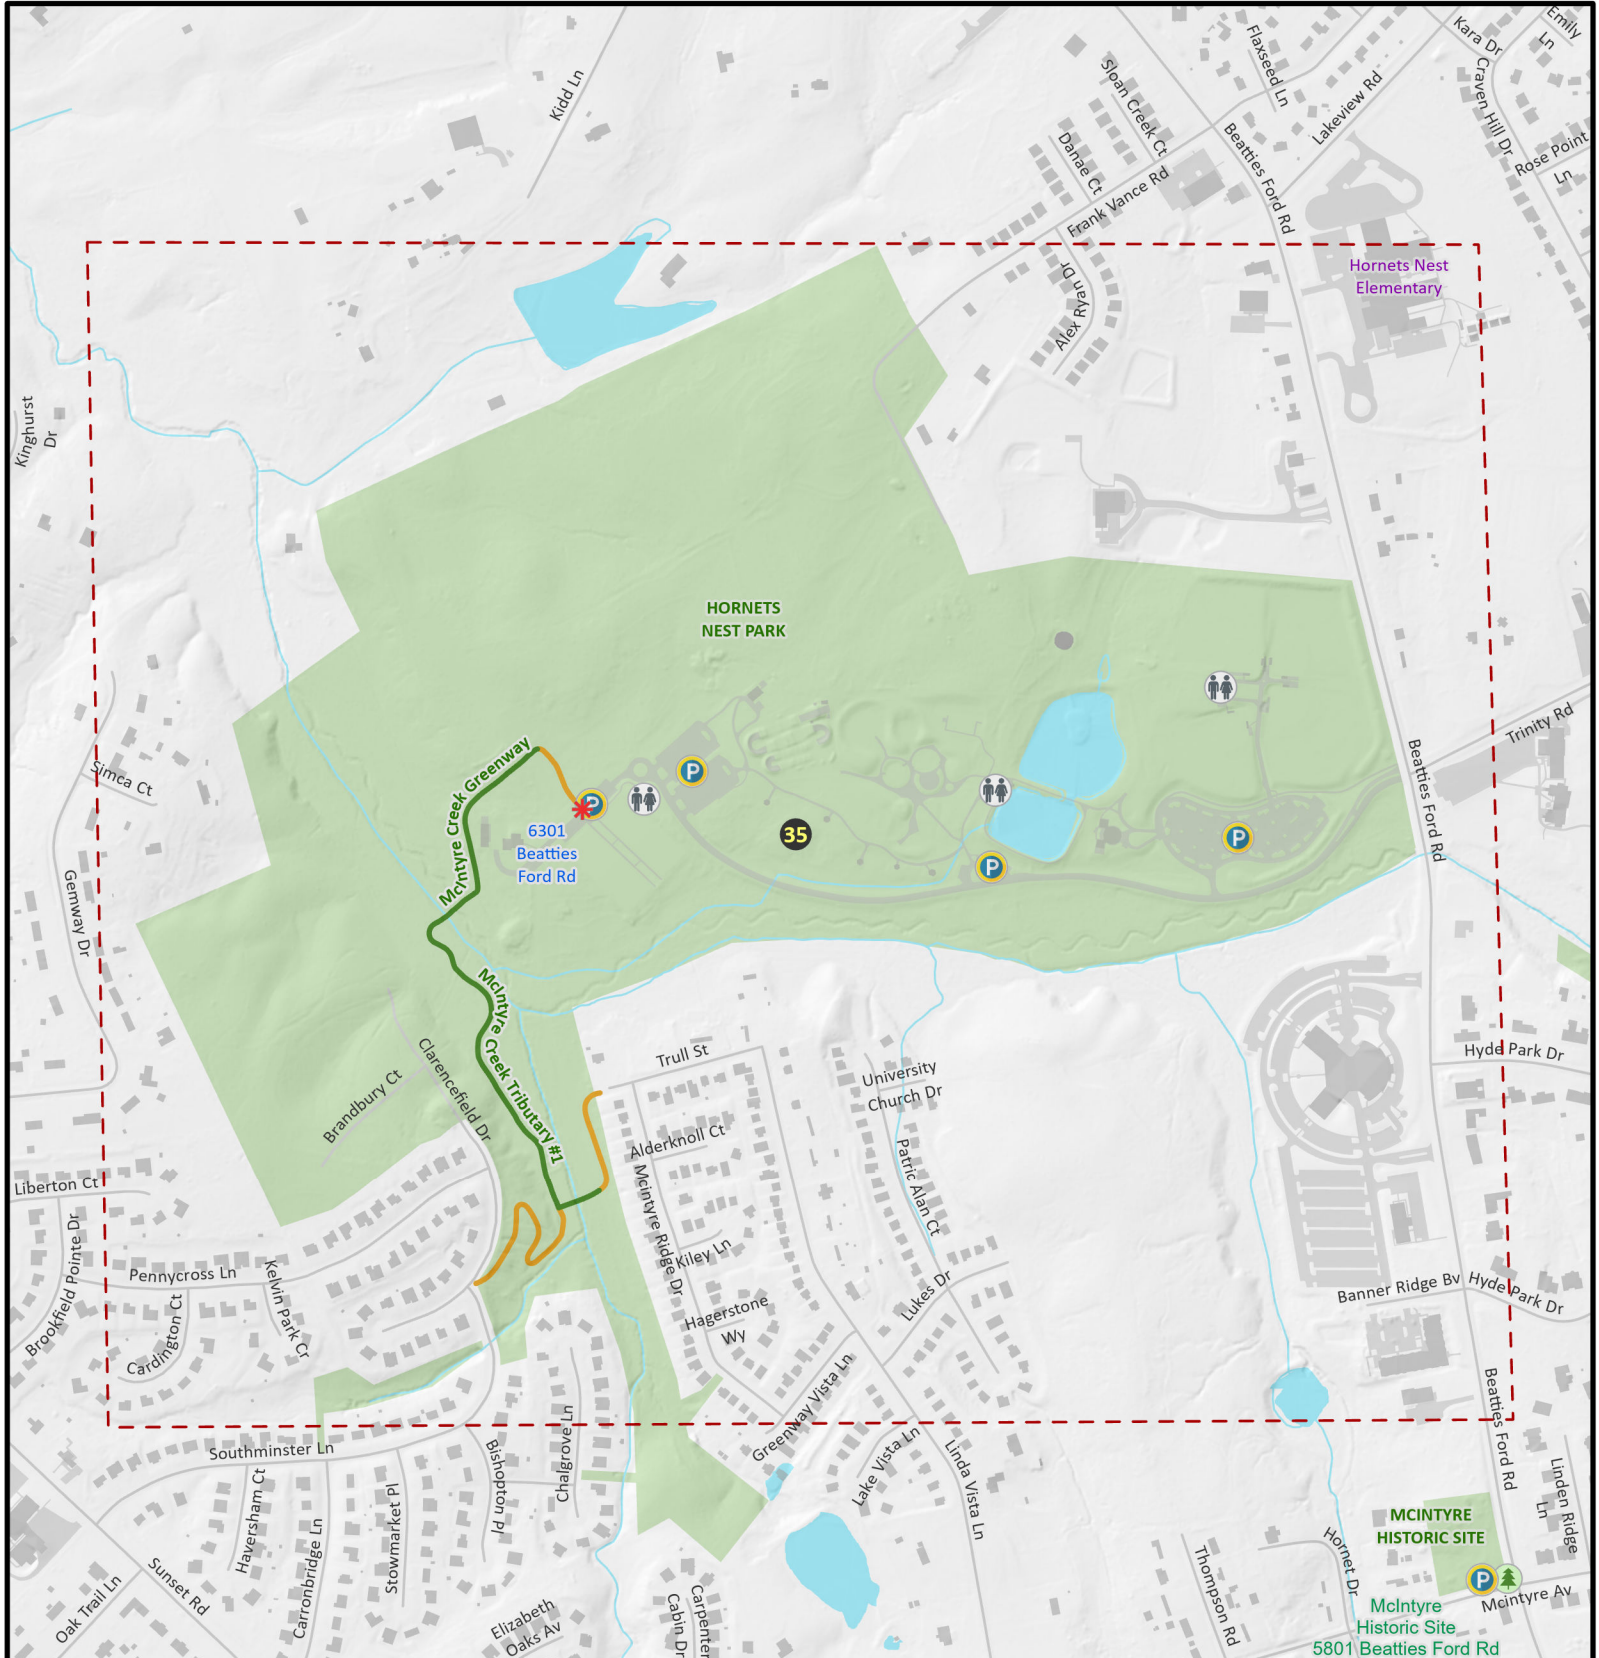 Emily
Ln
Kara Dr
Flaxseed Ln
Craven Hill Dr
Kidd Ln
Sloan Creek Ct
Lakeview Rd
Danae Ct
Beatties Ford Rd
Rose Point
Ln
Frank Vance Rd
Hornets Nest
Elementary
Alex Ryan Dr
Kinghurst
Dr
HORNETS
NEST PARK
Trinity Rd
Simca Ct
McIntyre Creek Greenway
P
P
35
6301
Beatties
Ford Rd
P
P
Beatties Ford Rd
Gemway Dr
McIntyre Creek Tributary #1
Clarencefield Dr
Brandbury Ct
Trull St
University
Church Dr
Hyde Park Dr
Alderknoll Ct
Patric Alan Ct
Liberton Ct
Mcintyre Ridge Dr
Kiley Ln
Brookfield Pointe Dr
Pennycross Ln
Kelvin Park Cr
Cardington Ct
Hagerstone
Wy
Lukes Dr
Banner Ridge Bv
Hyde Park Dr
Greenway Vista Ln
Beatties Ford Rd
Southminster Ln
Haversham Ct
Carronbridge Ln
Stowmarket Pl
Bishopton Pl
Chalgrove Ln
Lake Vista Ln
Linda Vista Ln
Linden Ridge
Ln
MCINTYRE
HISTORIC SITE
Oak Trail Ln
Sunset Rd
Elizabeth
Oaks Av
Cabin Dr
Carpenter
Thompson Rd
Hornet Dr
P
Mcintyre Av
McIntyre
Historic Site
5801 Beatties Ford Rd